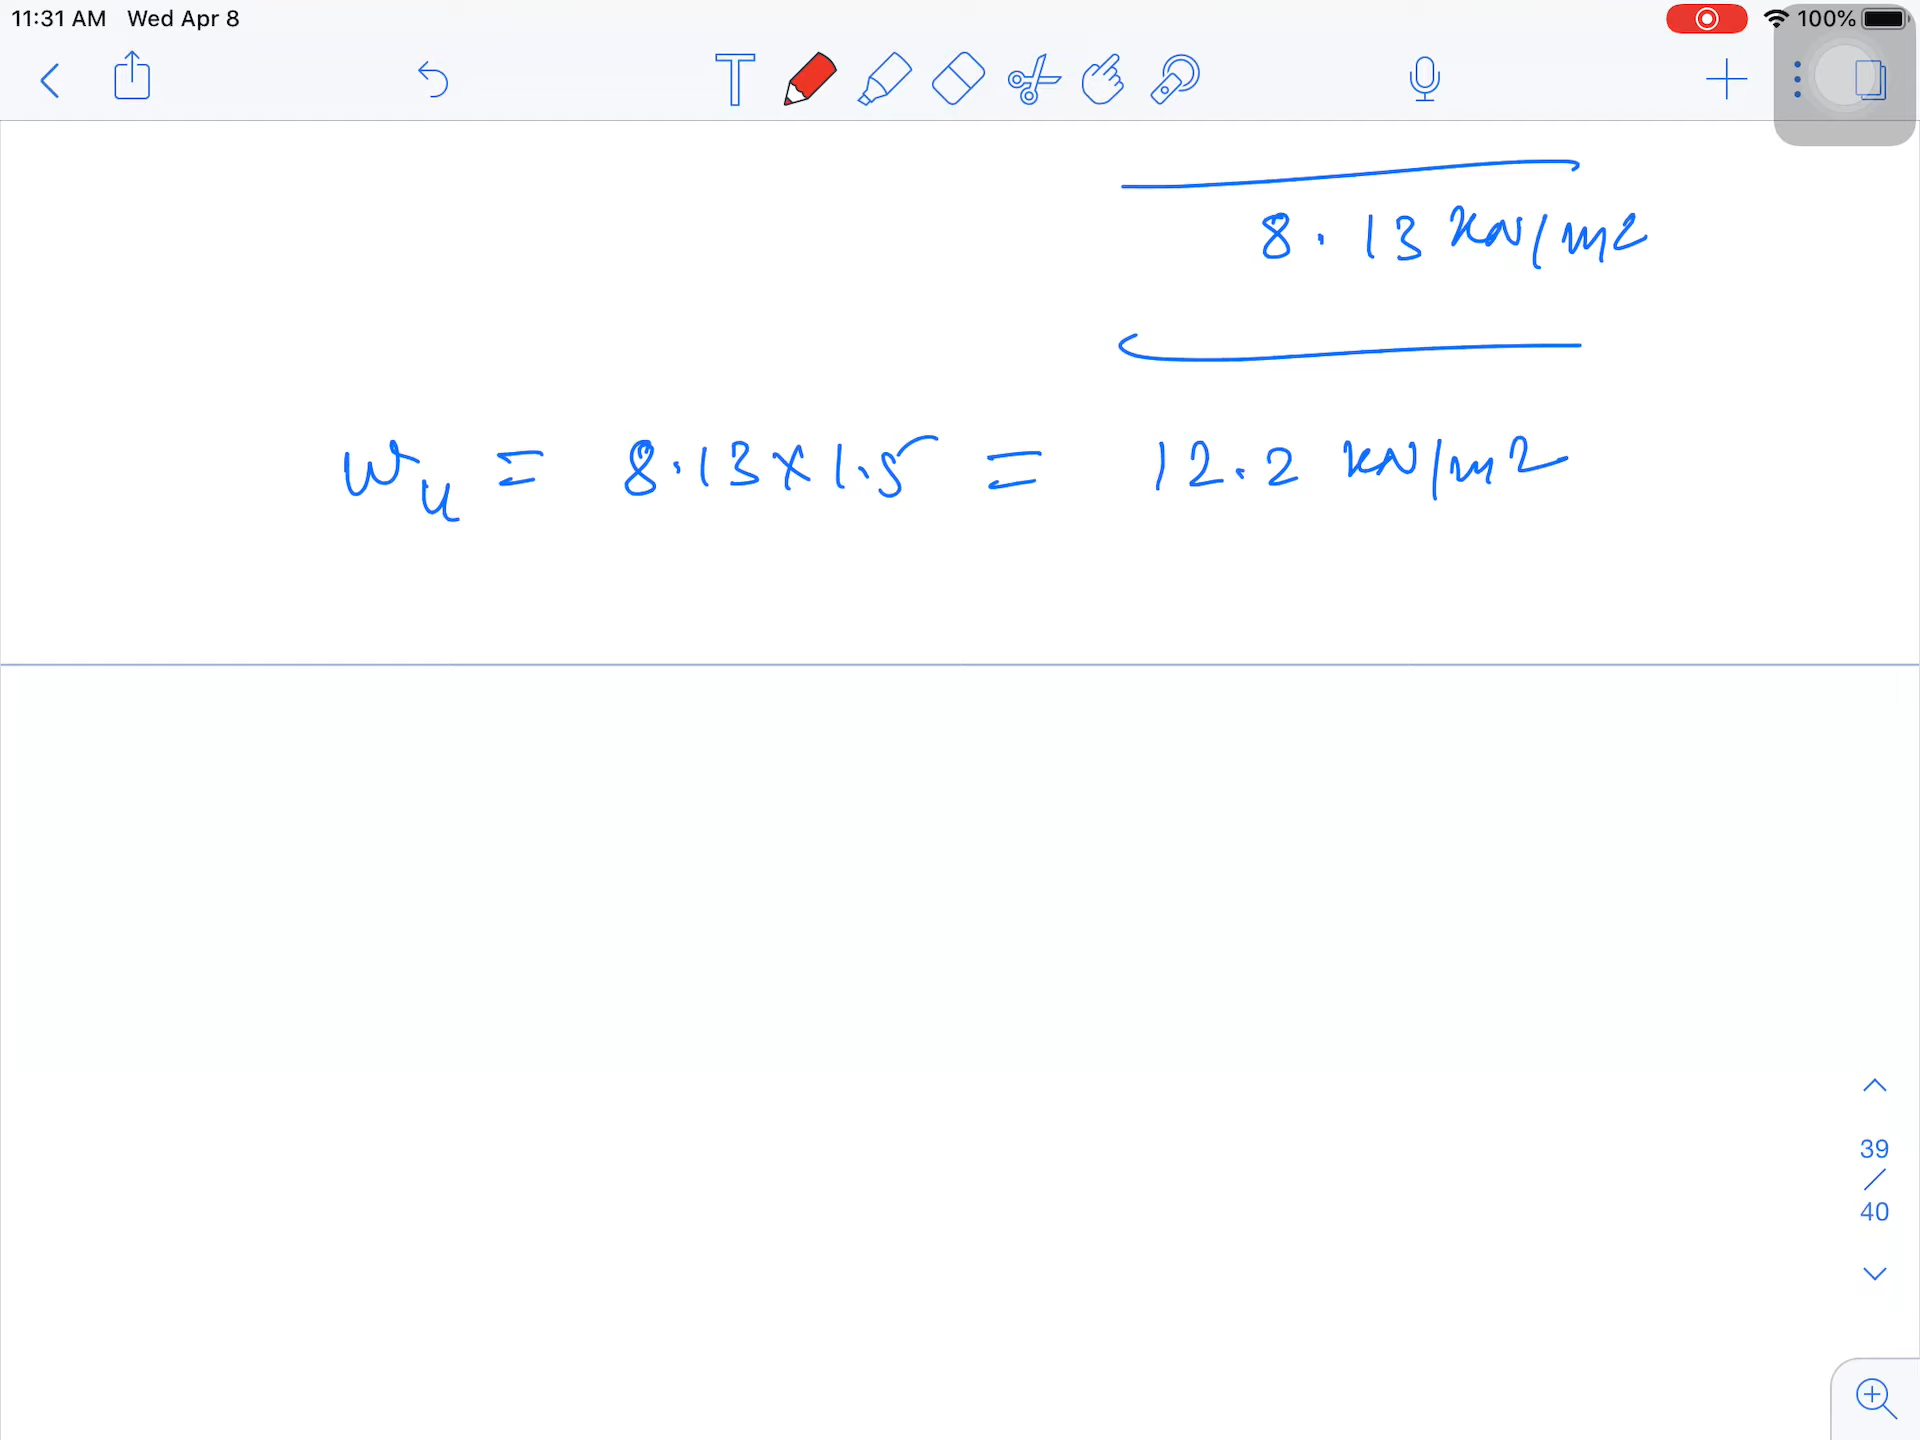 11:31 AM Wed Apr 8 100%
T
8.13 KN/m2
Wu = 8.13 x 1.5 = 12.2 KN/m2
39
/
40